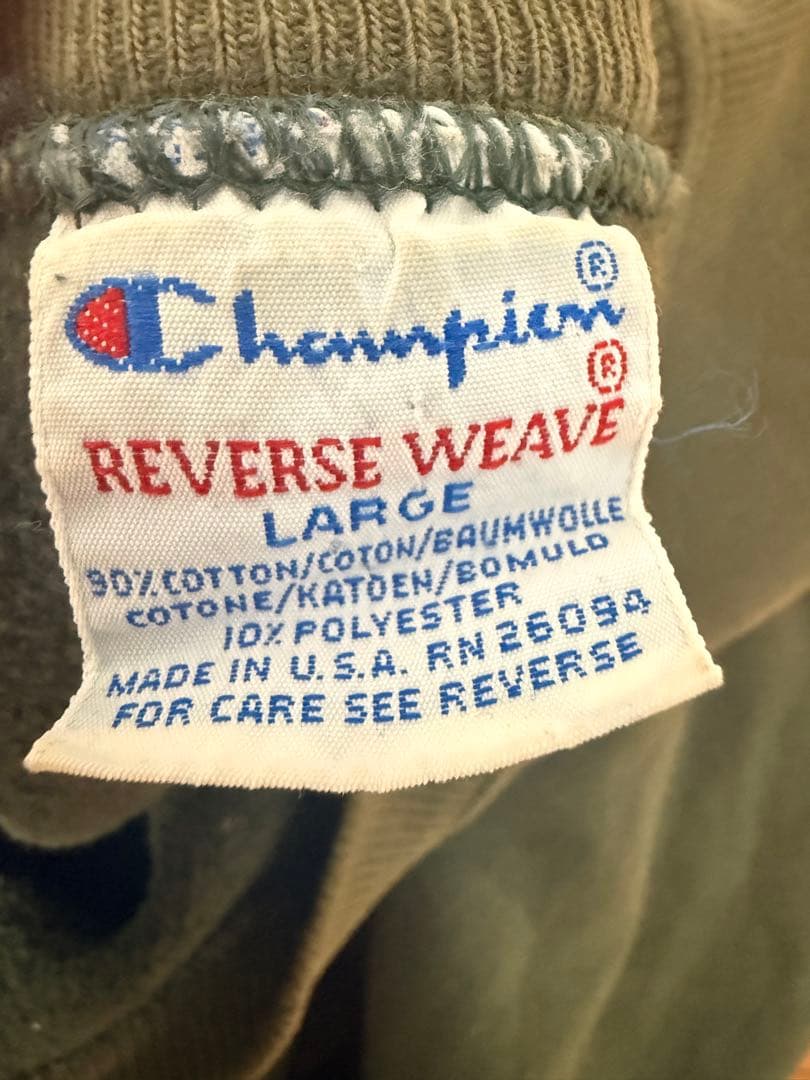 Champion®
REVERSE WEAVE®
LARGE
90% COTTON/COTON/BAUMWOLLE
COTONE/KATOEN/BOMULD
10% POLYESTER
MADE IN U.S.A. RN 26094
FOR CARE SEE REVERSE